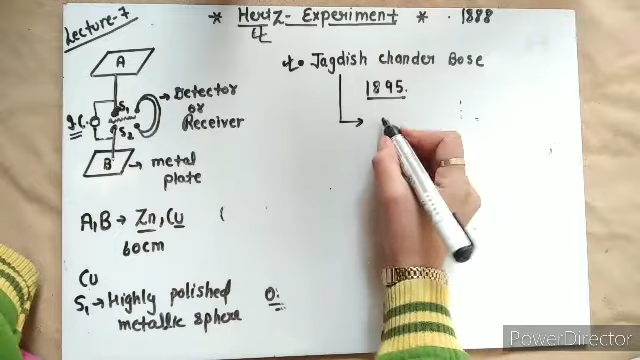 Lecture-7
* Hertz - Experiment * . 1888
A
S1
I.C.
S2
→ Detector
or
Receiver
B
→ metal
plate
A,B → Zn, Cu (
60cm
Cu
S1 → Highly polished
metallic sphere
0:
Jagdish chander Bose
1895.
PowerDirector